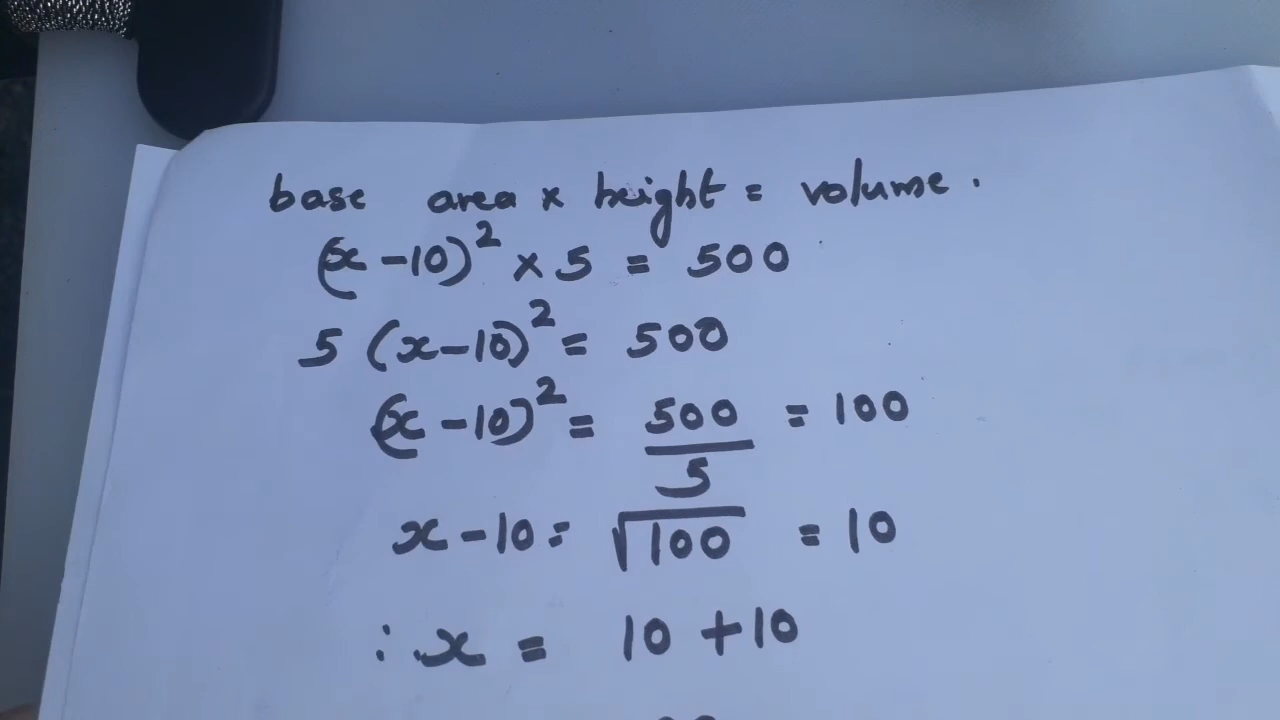 base area × height = volume.
(x-10)² × 5 = 500
5 (x-10)² = 500
(x-10)² = 500/5 = 100
x-10 = √100 = 10
∴ x = 10 + 10